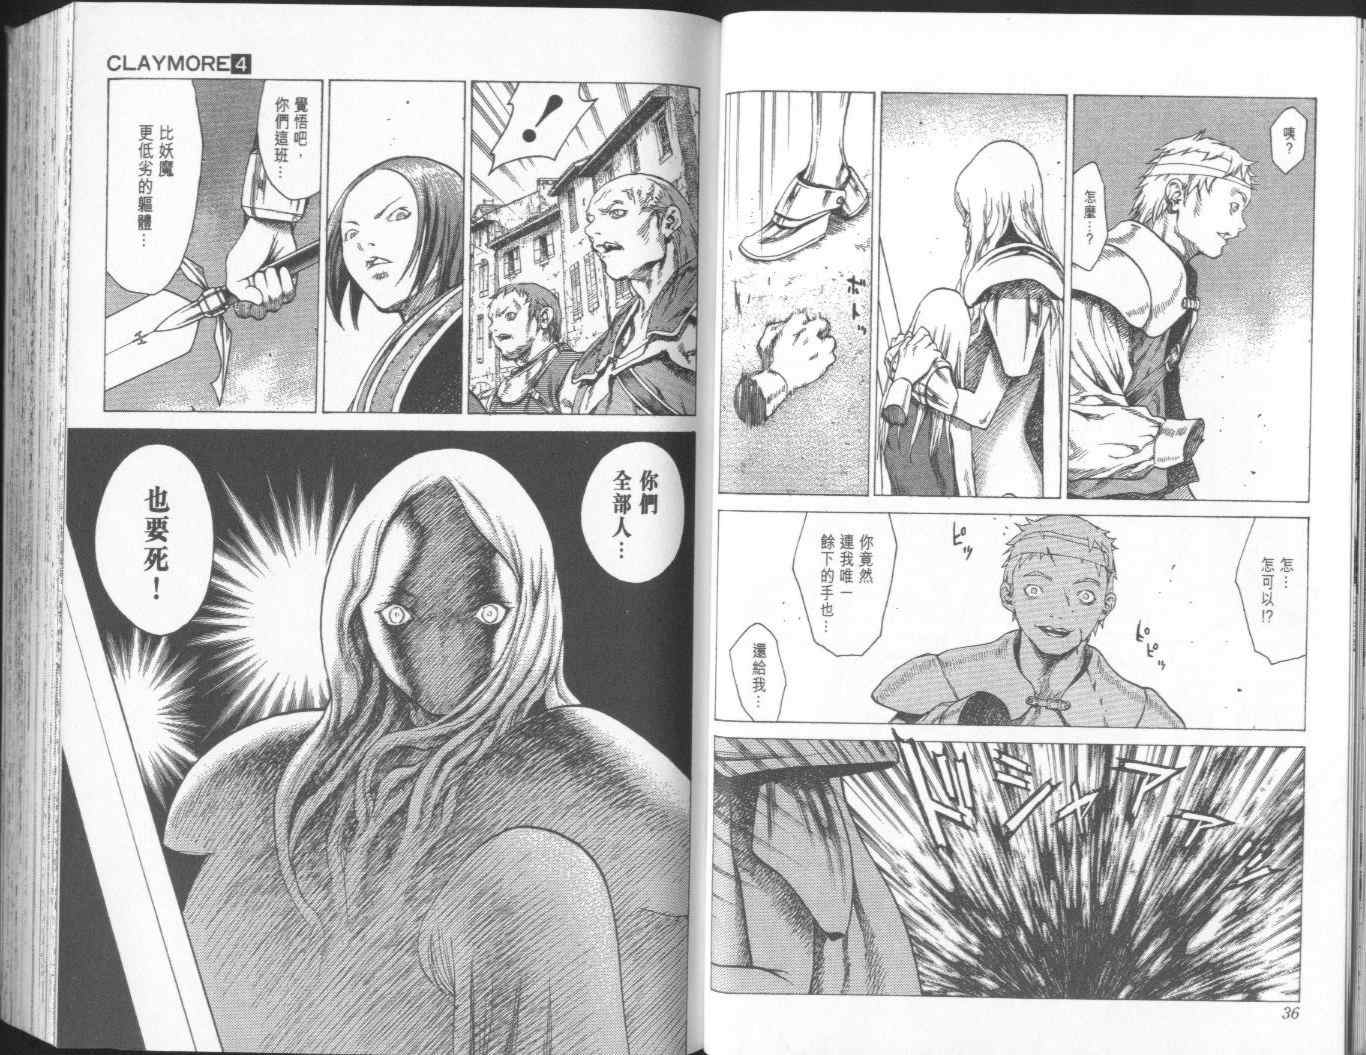 咦?
怎麼…?
ボトッ
怎…
怎可以!?
ピッ
你竟然
連我唯一
餘下的手也…
ピピッ
還給我…
ドシャアア
36
CLAYMORE4
!
覺悟吧，
你們這班…
比妖魔
更低劣的軀體…
你們
全部人…
也要死！